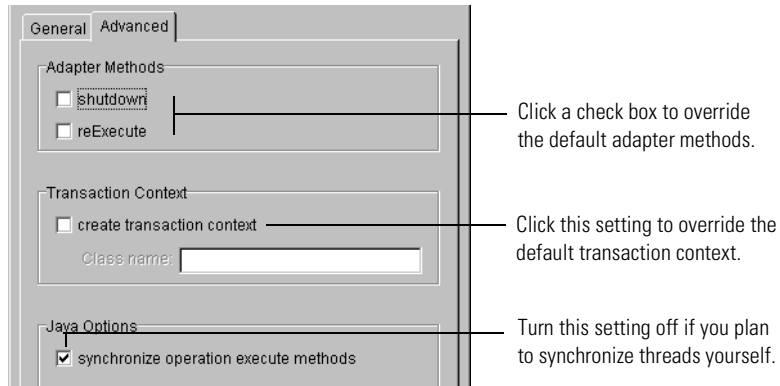 General Advanced
Adapter Methods
shutdown
reExecute
Click a check box to override
the default adapter methods.
Transaction Context
create transaction context
Class name:
Click this setting to override the
default transaction context.
Java Options
synchronize operation execute methods
Turn this setting off if you plan
to synchronize threads yourself.